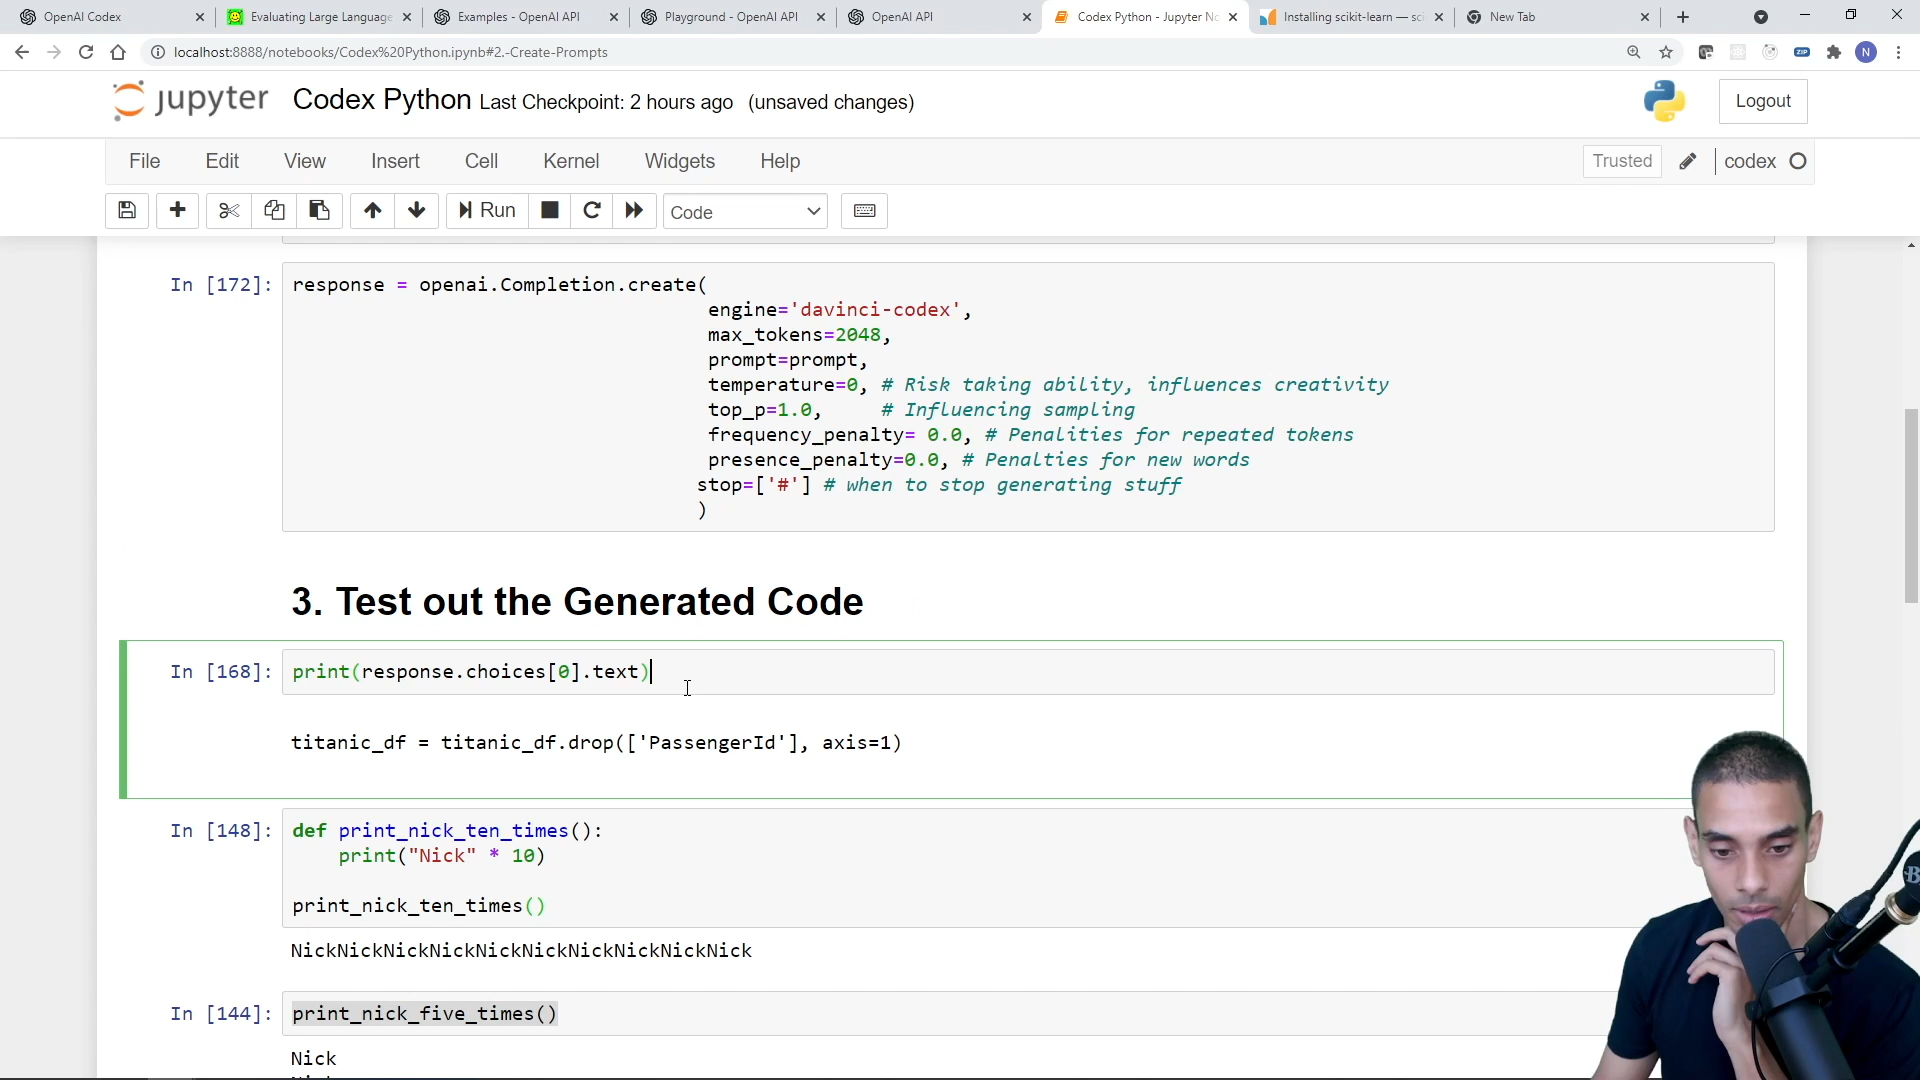 OpenAI Codex
Evaluating Large Language
Examples - OpenAI API
Playground - OpenAI API
OpenAI API
Codex Python - Jupyter No
Installing scikit-learn — sci
New Tab
localhost:8888/notebooks/Codex%20Python.ipynb#2.-Create-Prompts
ZIP
N
jupyter
Codex Python Last Checkpoint: 2 hours ago (unsaved changes)
Logout
File Edit View Insert Cell Kernel Widgets Help
Trusted
codex
Run
Code
In [172]:
response = openai.Completion.create(
engine='davinci-codex',
max_tokens=2048,
prompt=prompt,
temperature=0, # Risk taking ability, influences creativity
top_p=1.0, # Influencing sampling
frequency_penalty= 0.0, # Penalities for repeated tokens
presence_penalty=0.0, # Penalties for new words
stop=['#'] # when to stop generating stuff
)
3. Test out the Generated Code
In [168]:
print(response.choices[0].text)
titanic_df = titanic_df.drop(['PassengerId'], axis=1)
In [148]:
def print_nick_ten_times():
print("Nick" * 10)
print_nick_ten_times()
NickNickNickNickNickNickNickNickNickNick
In [144]:
print_nick_five_times()
Nick